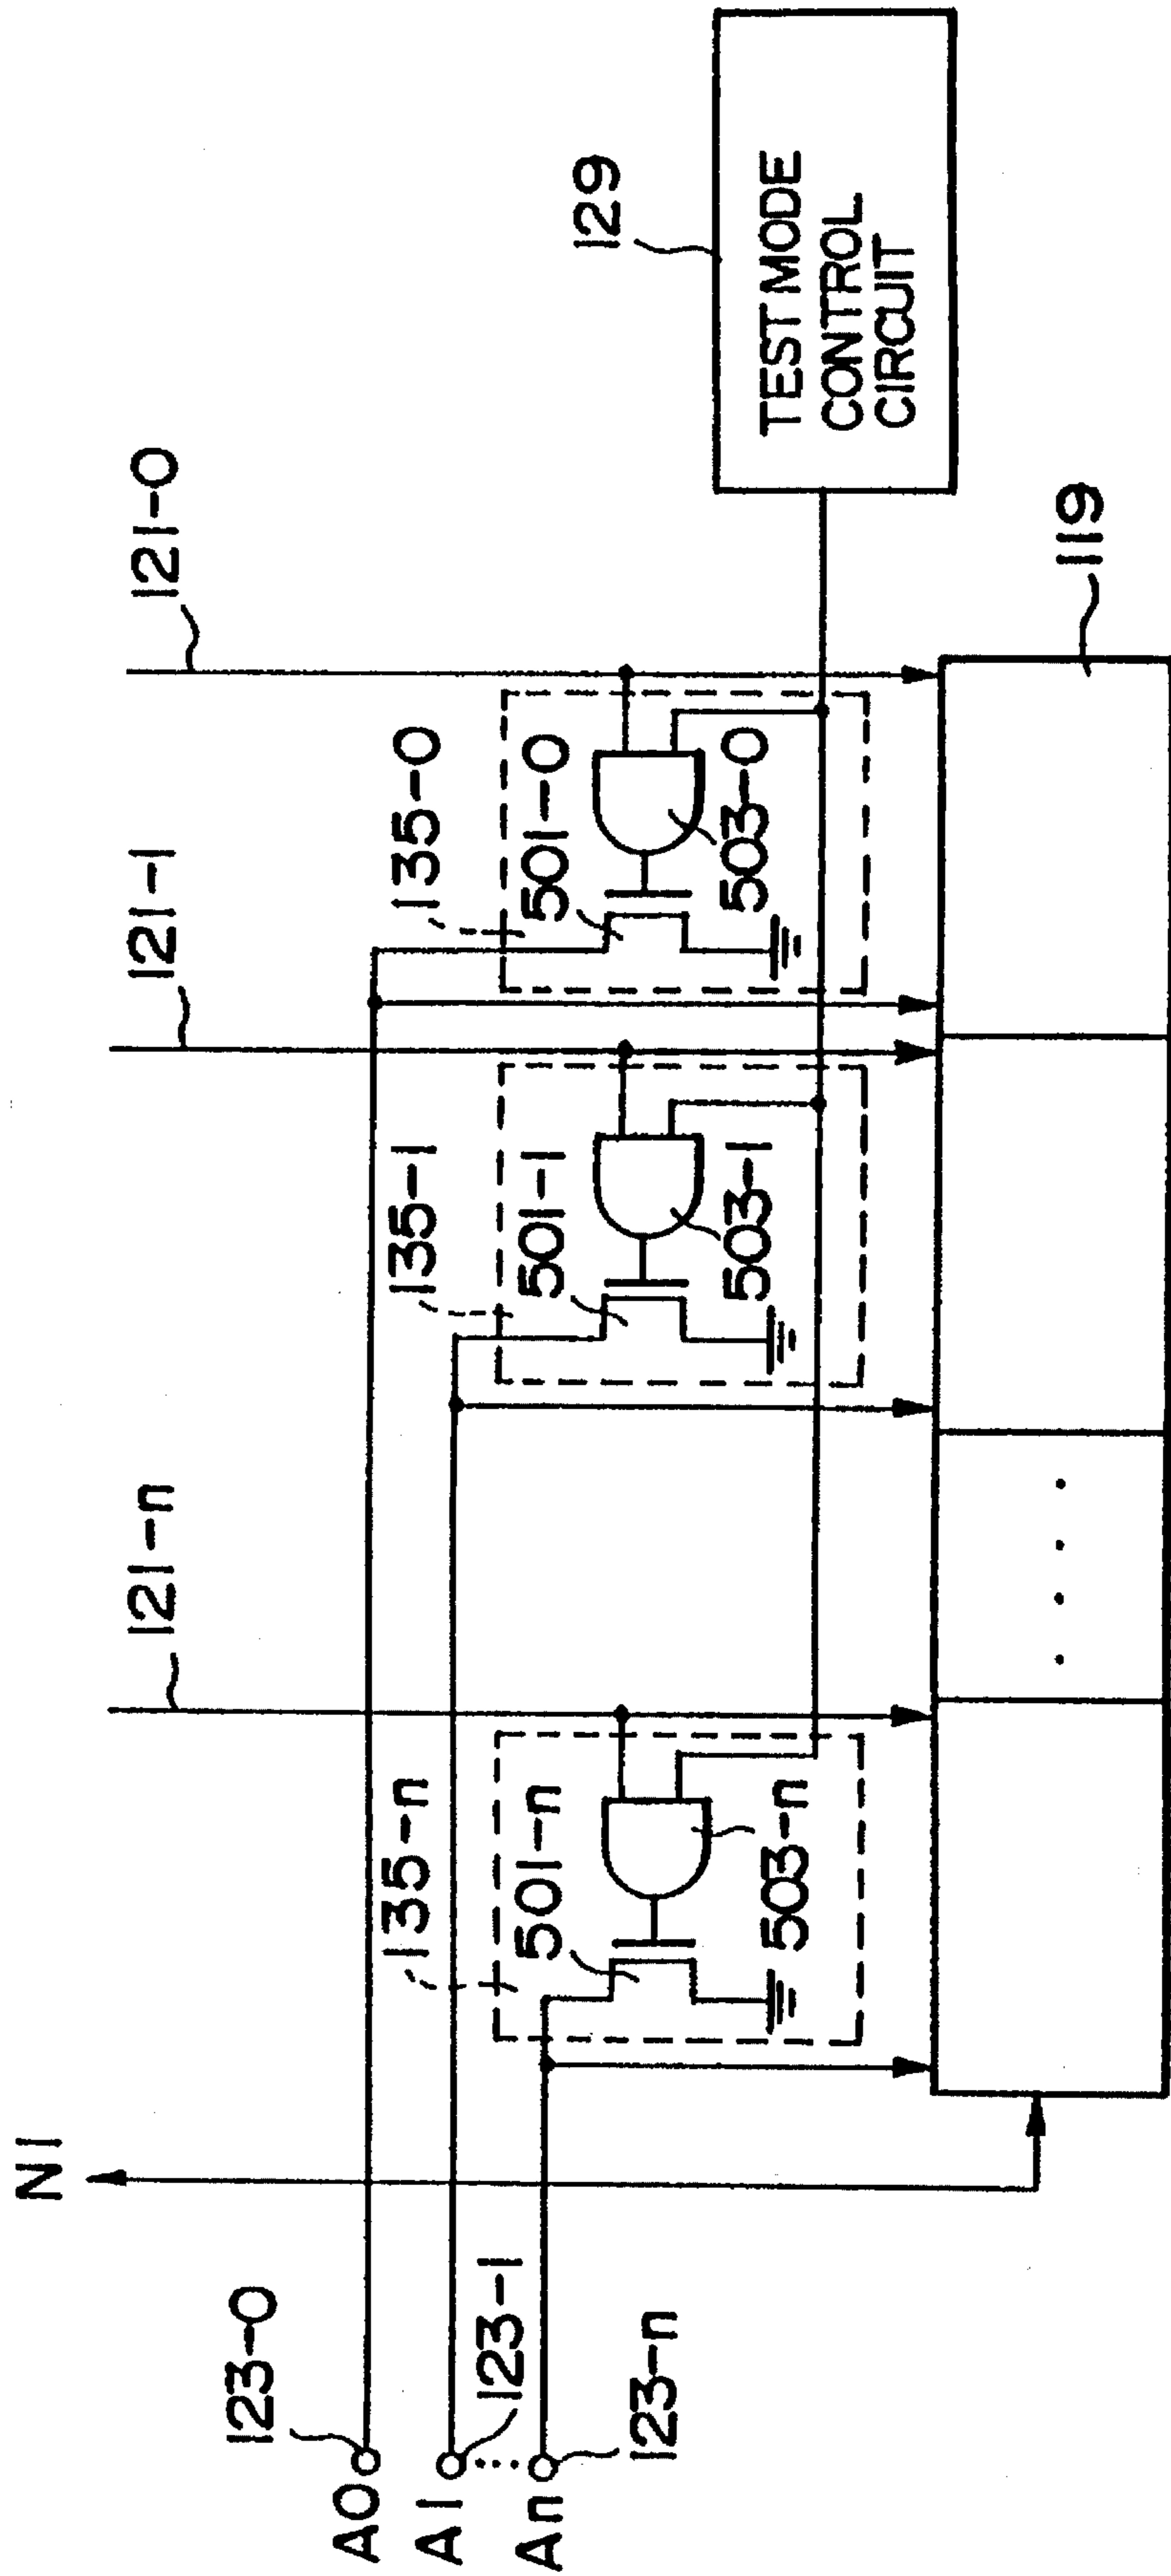 N1
121-n
121-1
121-0
123-0
A0
A1
123-1
An
123-n
135-n
501-n
503-n
135-1
501-1
503-1
135-0
501-0
503-0
129
TEST MODE
CONTROL
CIRCUIT
119